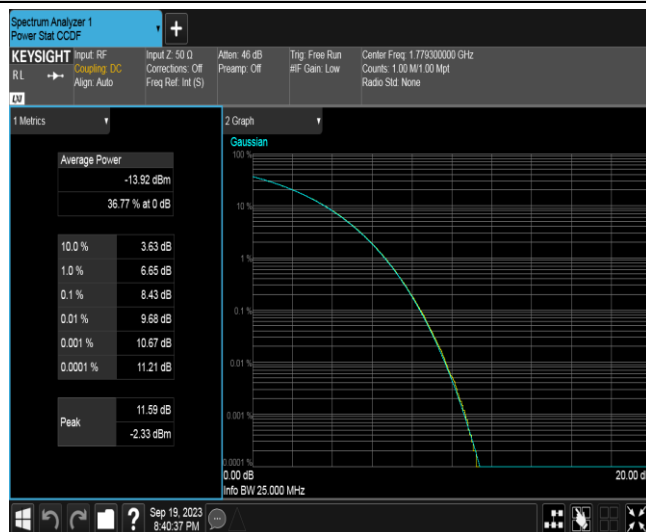 Spectrum Analyzer 1
Power Stat CCDF
KEYSIGHT
RL
Input: RF
Coupling: DC
Align: Auto
Input Z: 50 Ω
Corrections: Off
Freq Ref: Int (S)
Atten: 46 dB
Preamp: Off
Trig: Free Run
#IF Gain: Low
Center Freq: 1.779300000 GHz
Counts: 1.00 M/1.00 Mpt
Radio Std: None
LXI
1 Metrics
Average Power
-13.92 dBm
36.77 % at 0 dB
10.0 % 3.63 dB
1.0 % 6.65 dB
0.1 % 8.43 dB
0.01 % 9.68 dB
0.001 % 10.67 dB
0.0001 % 11.21 dB
Peak
11.59 dB
-2.33 dBm
2 Graph
Gaussian
100 %
10 %
1 %
0.1 %
0.01 %
0.001 %
0.0001 %
0.00 dB
20.00 d
Info BW 25.000 MHz
Sep 19, 2023
8:40:37 PM